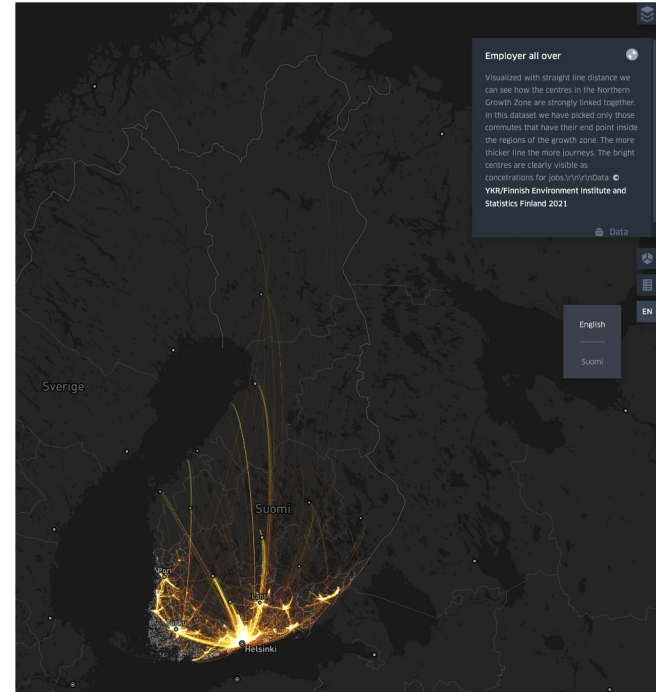 Employer all over
Visualized with straight line distance we
can see how the centres in the Northern
Growth Zone are strongly linked together.
In this dataset we have picked only those
commutes that have their end point inside
the regions of the growth zone. The more
thicker line the more journeys. The bright
centres are clearly visible as
concetrations for jobs.\r\n\r\nData: ©
YKR/Finnish Environment Institute and
Statistics Finland 2021
Data
EN
English
Suomi
Sverige
Suomi
Pori
Lahti
Turku
Helsinki